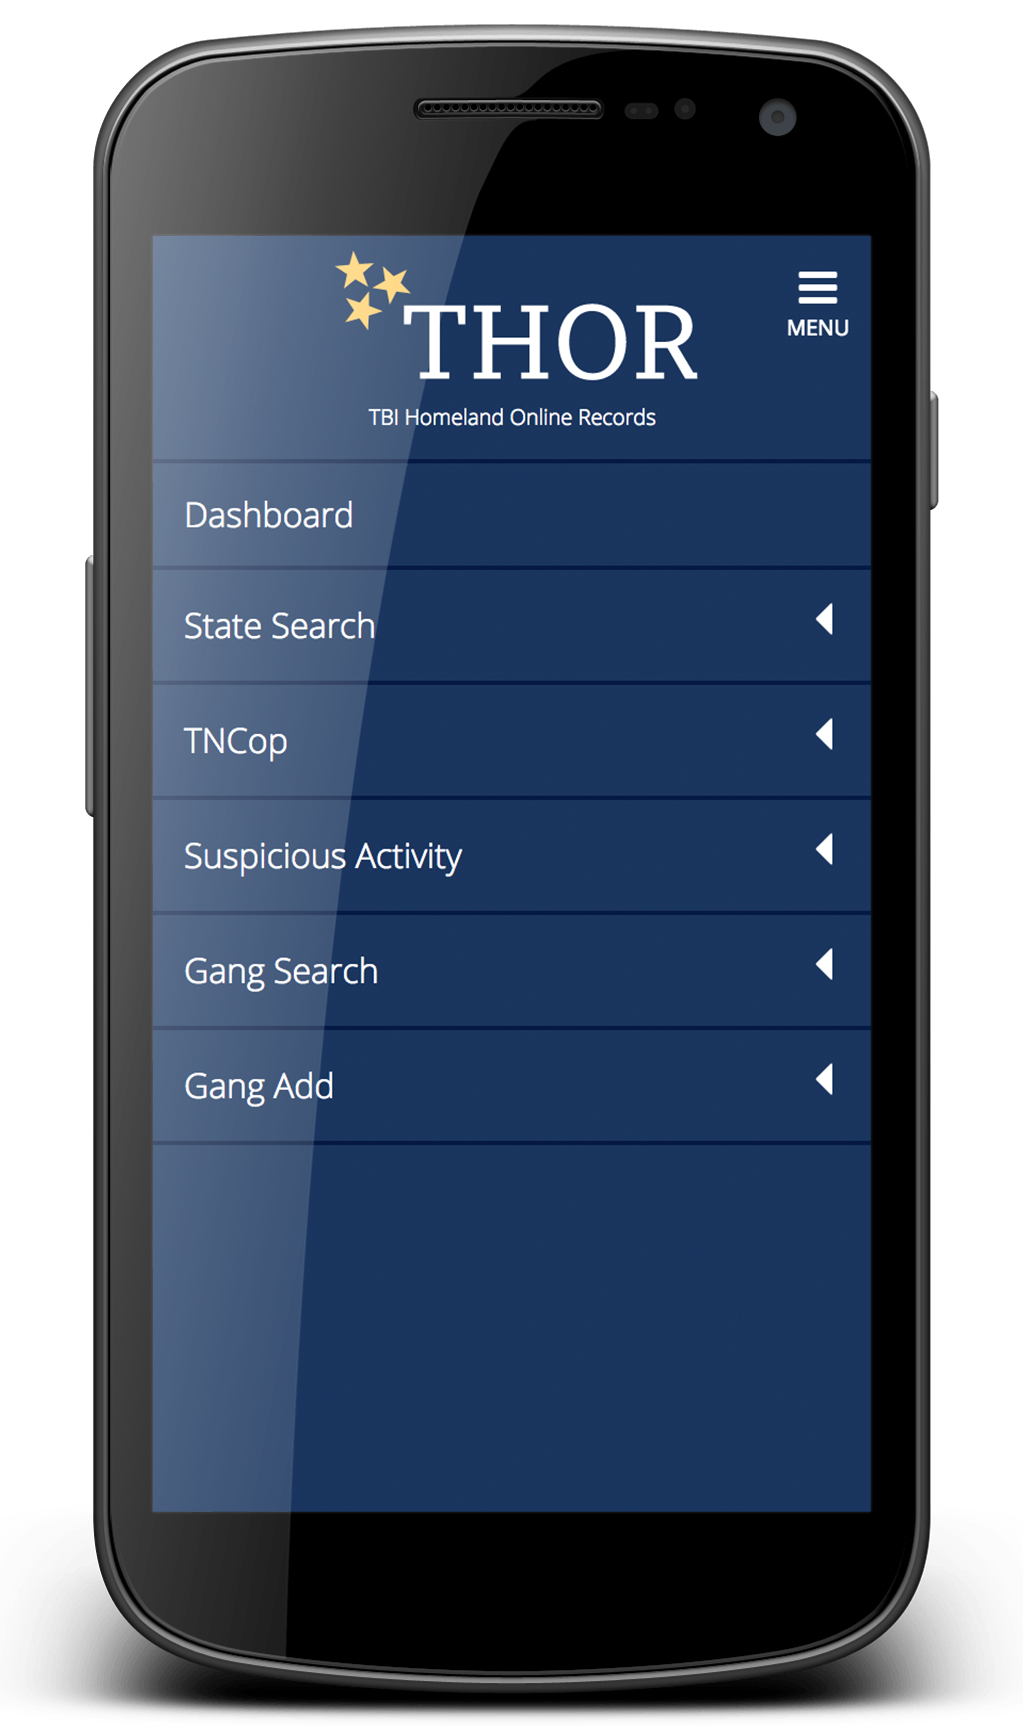 THOR
MENU
TBI Homeland Online Records
Dashboard
State Search
TNCop
Suspicious Activity
Gang Search
Gang Add